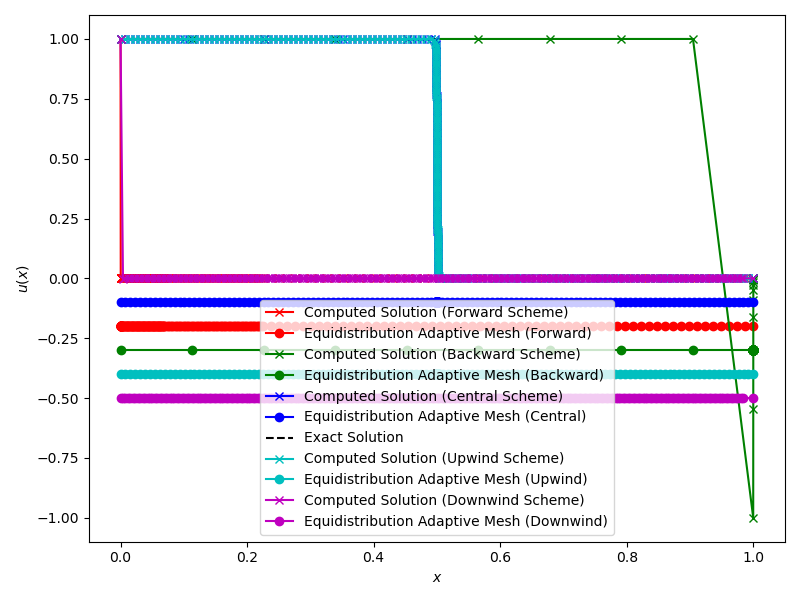 1.00
0.75
0.50
0.25
0.00
−0.25
−0.50
−0.75
−1.00
u(x)
Computed Solution (Forward Scheme)
Equidistribution Adaptive Mesh (Forward)
Computed Solution (Backward Scheme)
Equidistribution Adaptive Mesh (Backward)
Computed Solution (Central Scheme)
Equidistribution Adaptive Mesh (Central)
Exact Solution
Computed Solution (Upwind Scheme)
Equidistribution Adaptive Mesh (Upwind)
Computed Solution (Downwind Scheme)
Equidistribution Adaptive Mesh (Downwind)
0.0 0.2 0.4 0.6 0.8 1.0
x